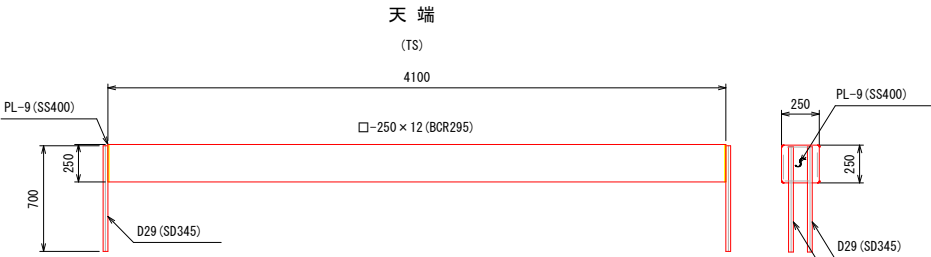 天 端
(TS)
4100
PL-9(SS400)
□-250×12(BCR295)
250
700
D29(SD345)
250
PL-9(SS400)
250
D29(SD345)